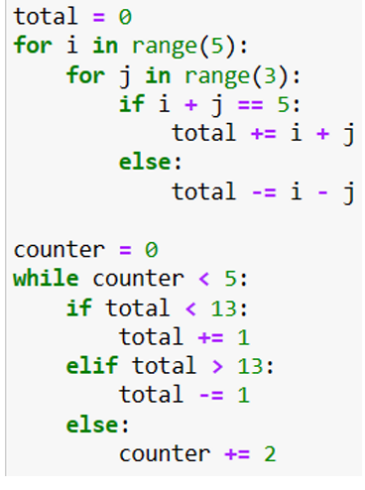 total = 0
for i in range(5):
    for j in range(3):
        if i + j == 5:
            total += i + j
        else:
            total -= i - j

counter = 0
while counter < 5:
    if total < 13:
        total += 1
    elif total > 13:
        total -= 1
    else:
        counter += 2